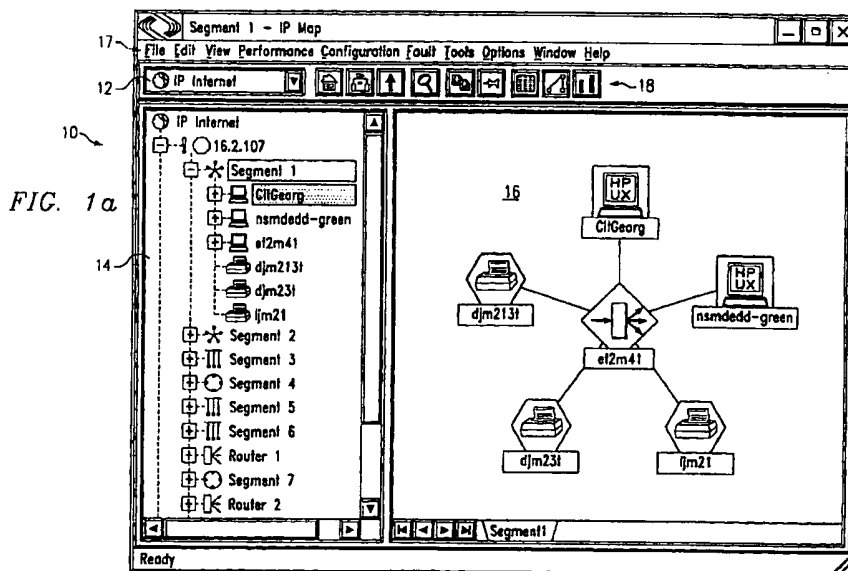 Segment 1 - IP Map
17
File Edit View Performance Configuration Fault Tools Options Window Help
12
IP Internet
18
10
FIG. 1a
14
IP Internet
16.2.107
Segment 1
CltGeorg
nsmdedd-green
et2m41
djm213t
djm23t
ljm21
Segment 2
Segment 3
Segment 4
Segment 5
Segment 6
Router 1
Segment 7
Router 2
16
HP
UX
CltGeorg
djm213t
HP
UX
nsmdedd-green
et2m41
djm23t
ljm21
Segment1
Ready